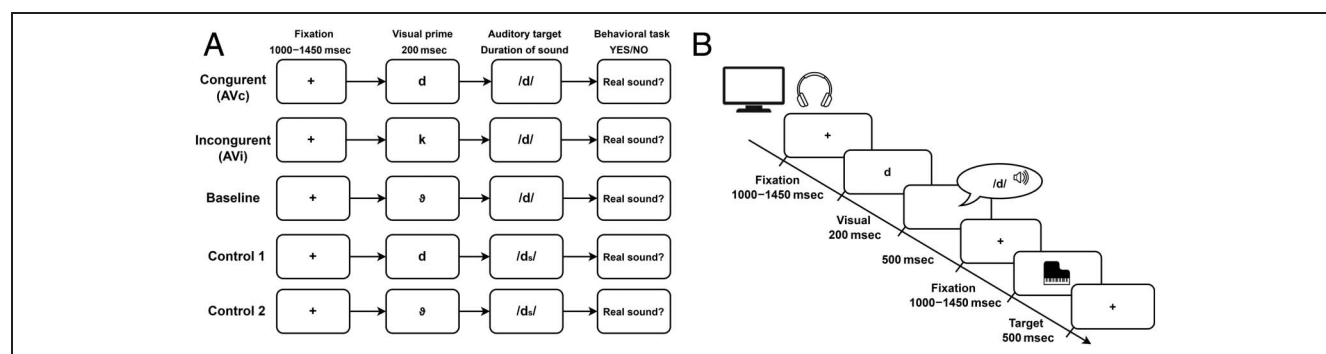 A
Fixation
1000–1450 msec
Visual prime
200 msec
Auditory target
Duration of sound
Behavioral task
YES/NO
Congurent
(AVc)
+
d
/d/
Real sound?
Incongurent
(AVi)
+
k
/d/
Real sound?
Baseline
+
ϑ
/d/
Real sound?
Control 1
+
d
/ds/
Real sound?
Control 2
+
ϑ
/ds/
Real sound?
B
+
Fixation
1000–1450 msec
d
Visual
200 msec
/d/
500 msec
+
Fixation
1000–1450 msec
Target
500 msec
+